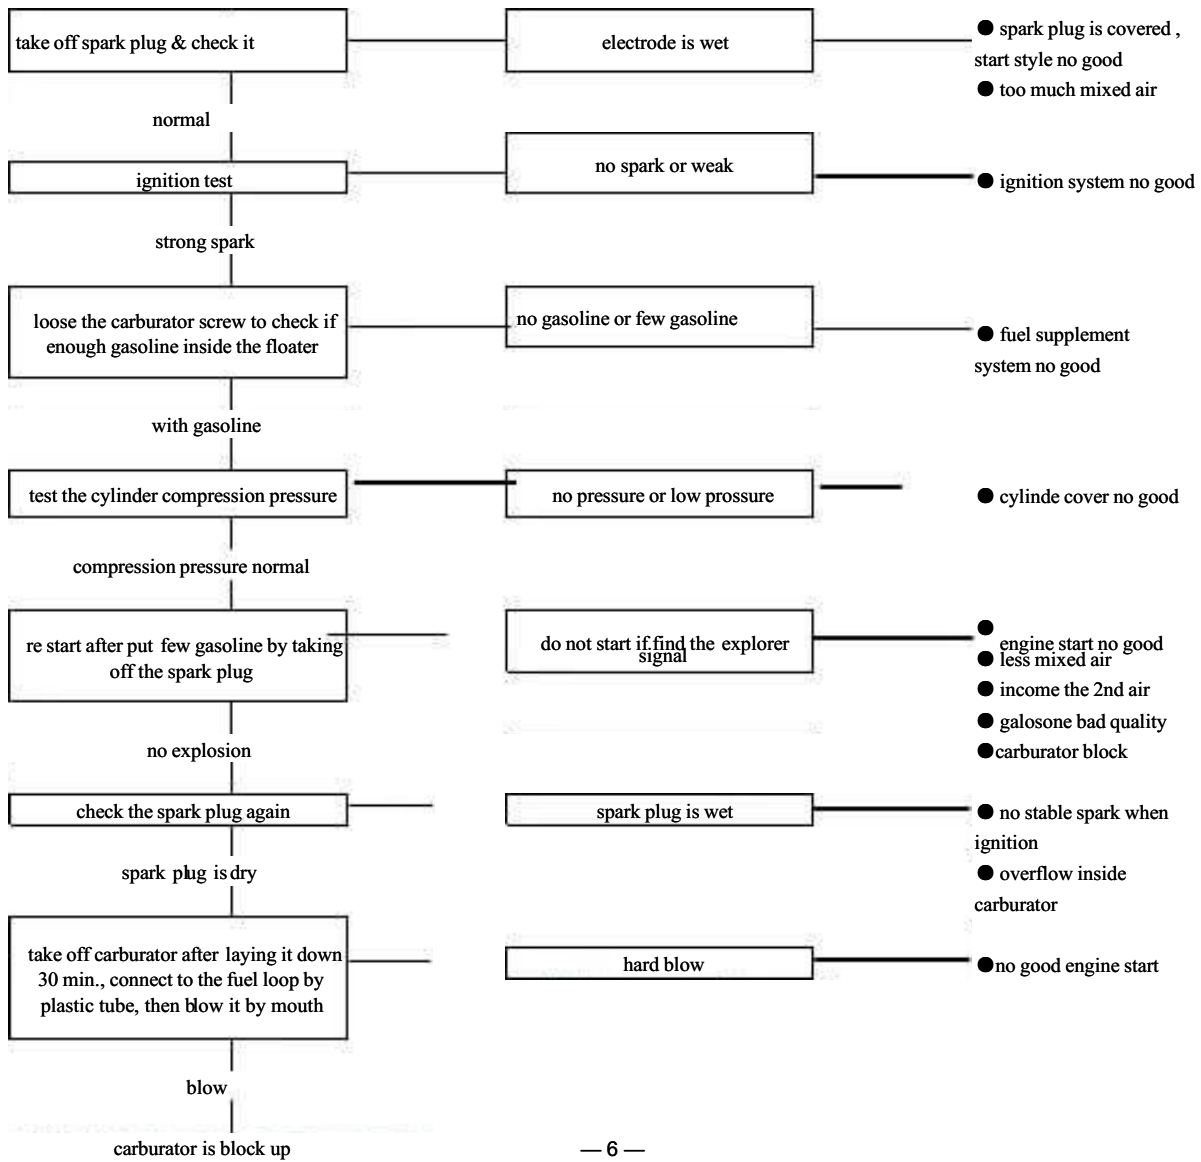 take off spark plug & check it
electrode is wet
● spark plug is covered ,
start style no good
● too much mixed air
normal
ignition test
no spark or weak
● ignition system no good
strong spark
loose the carburator screw to check if
enough gasoline inside the floater
no gasoline or few gasoline
● fuel supplement
system no good
with gasoline
test the cylinder compression pressure
no pressure or low prossure
● cylinde cover no good
compression pressure normal
re start after put few gasoline by taking
off the spark plug
do not start if find the explorer
signal
●
engine start no good
● less mixed air
● income the 2nd air
● galosone bad quality
●carburator block
no explosion
check the spark plug again
spark plug is wet
● no stable spark when
ignition
● overflow inside
carburator
spark plug is dry
take off carburator after laying it down
30 min., connect to the fuel loop by
plastic tube, then blow it by mouth
hard blow
●no good engine start
blow
carburator is block up
— 6 —